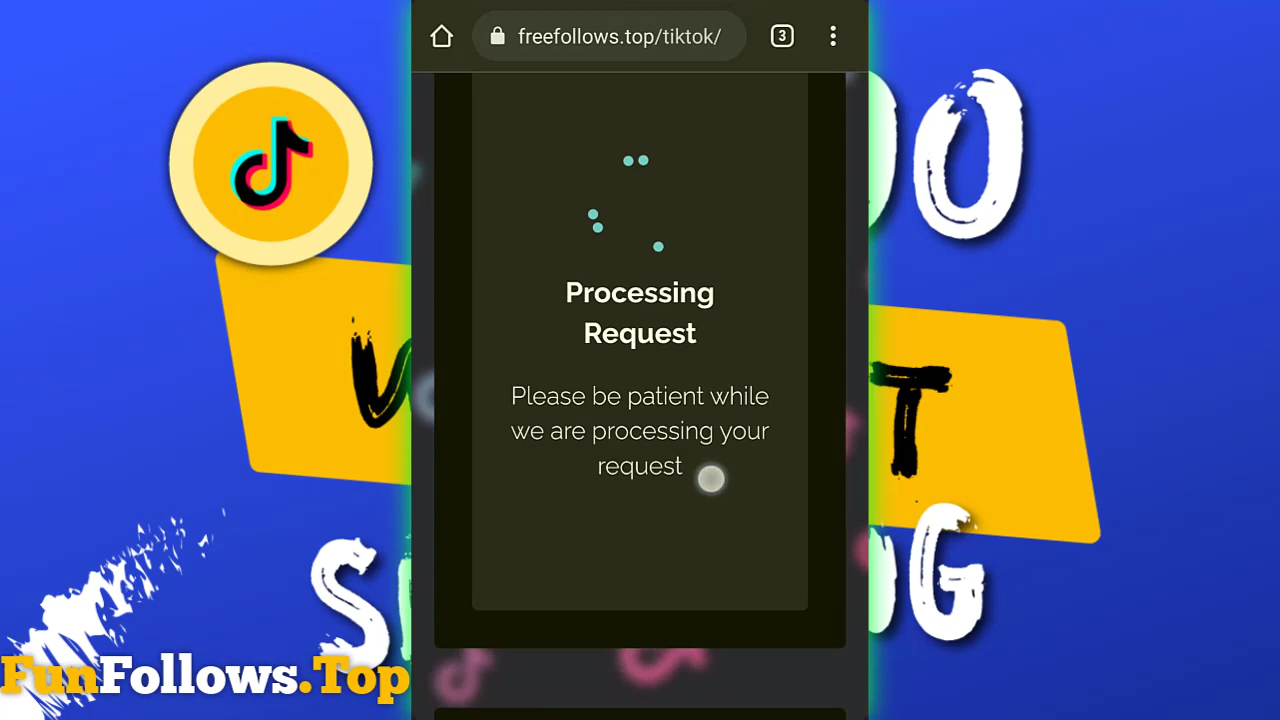 freefollows.top/tiktok/
3
Processing
Request
Please be patient while
we are processing your
request
FunFollows.Top